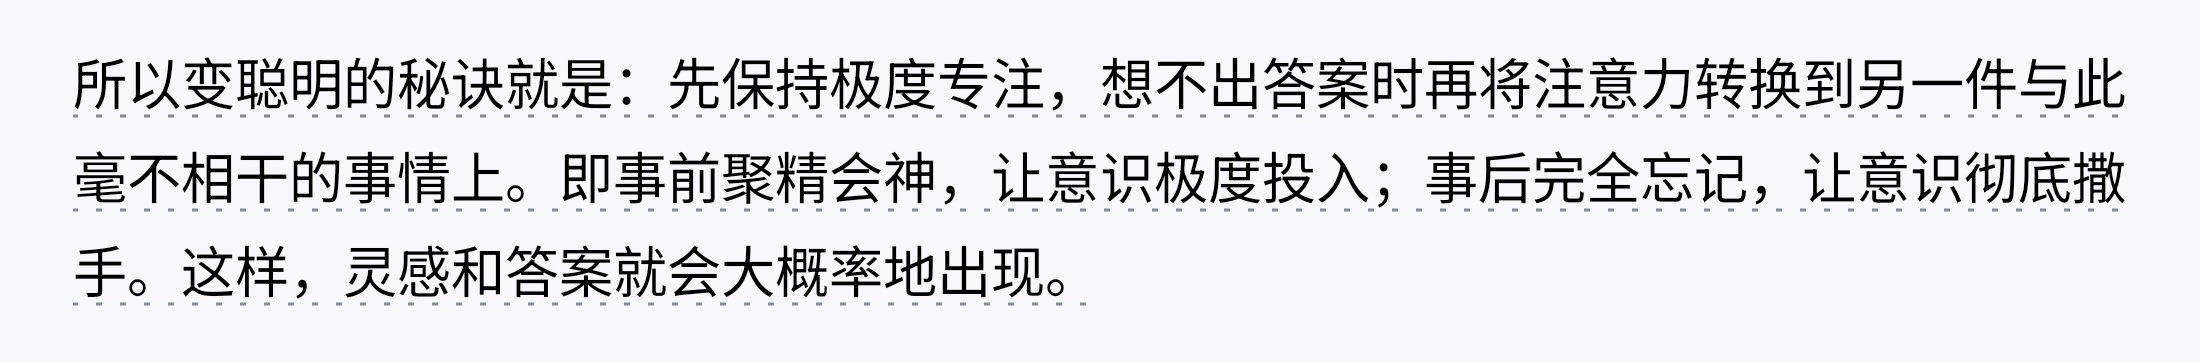 所以变聪明的秘诀就是：先保持极度专注，想不出答案时再将注意力转换到另一件与此
毫不相干的事情上。即事前聚精会神，让意识极度投入；事后完全忘记，让意识彻底撒
手。这样，灵感和答案就会大概率地出现。